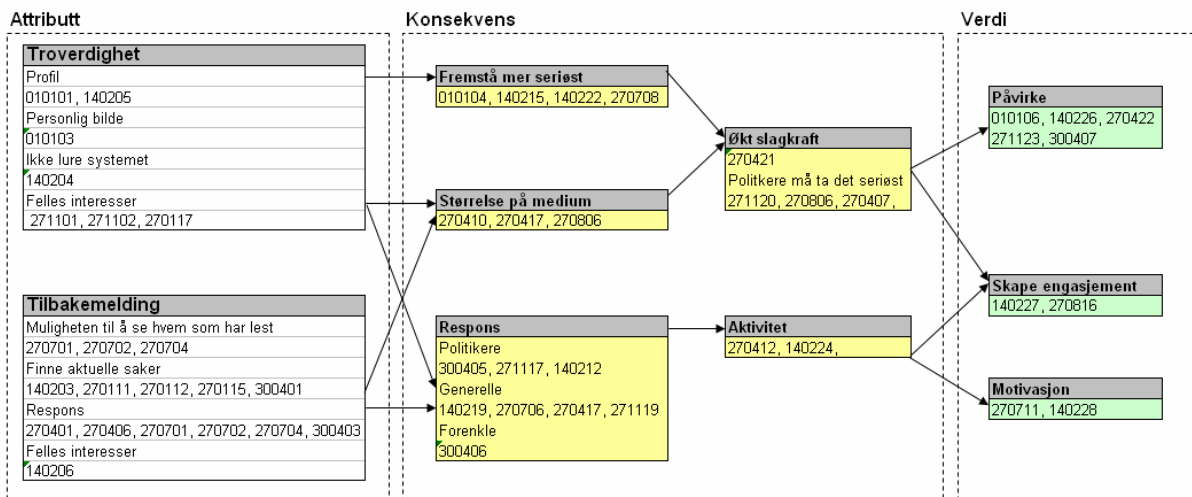 Attributt
Troverdighet
Profil
010101, 140205
Personlig bilde
010103
Ikke lure systemet
140204
Felles interesser
271101, 271102, 270117
Tilbakemelding
Muligheten til å se hvem som har lest
270701, 270702, 270704
Finne aktuelle saker
140203, 270111, 270112, 270115, 300401
Respons
270401, 270406, 270701, 270702, 270704, 300403
Felles interesser
140206
Konsekvens
Fremstå mer seriøst
010104, 140215, 140222, 270708
Størrelse på medium
270410, 270417, 270806
Respons
Politikere
300405, 271117, 140212
Generelle
140219, 270706, 270417, 271119
Forenkle
300406
Økt slagkraft
270421
Politkere må ta det seriøst
271120, 270806, 270407,
Aktivitet
270412, 140224,
Verdi
Påvirke
010106, 140226, 270422
271123, 300407
Skape engasjement
140227, 270816
Motivasjon
270711, 140228